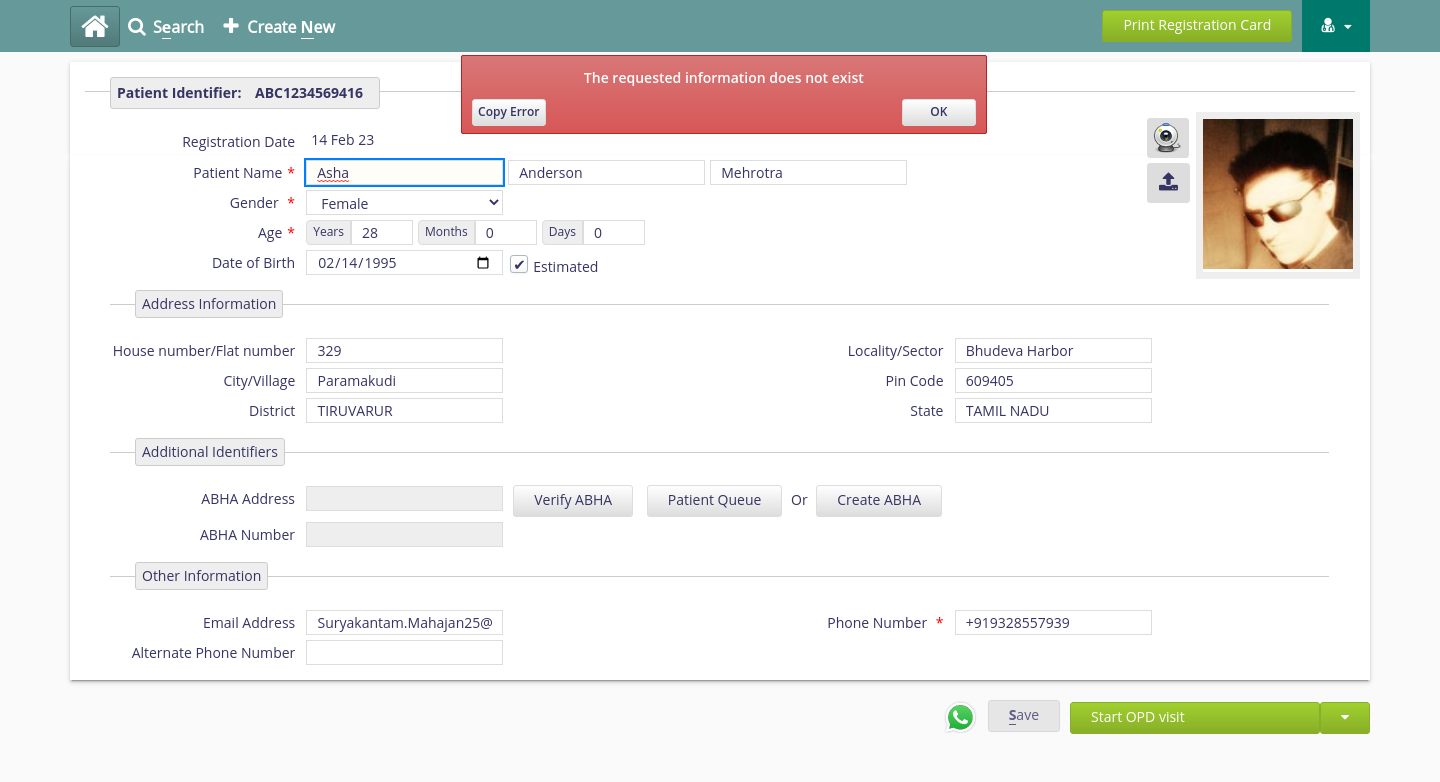 Search
Create New
Print Registration Card
The requested information does not exist
Copy Error
OK
Patient Identifier: ABC1234569416
Registration Date 14 Feb 23
Patient Name * Asha Anderson Mehrotra
Gender * Female
Age * Years 28 Months 0 Days 0
Date of Birth 02/14/1995 Estimated
Address Information
House number/Flat number 329
Locality/Sector Bhudeva Harbor
City/Village Paramakudi
Pin Code 609405
District TIRUVARUR
State TAMIL NADU
Additional Identifiers
ABHA Address Verify ABHA Patient Queue Or Create ABHA
ABHA Number
Other Information
Email Address Suryakantam.Mahajan25@
Phone Number * +919328557939
Alternate Phone Number
Save
Start OPD visit